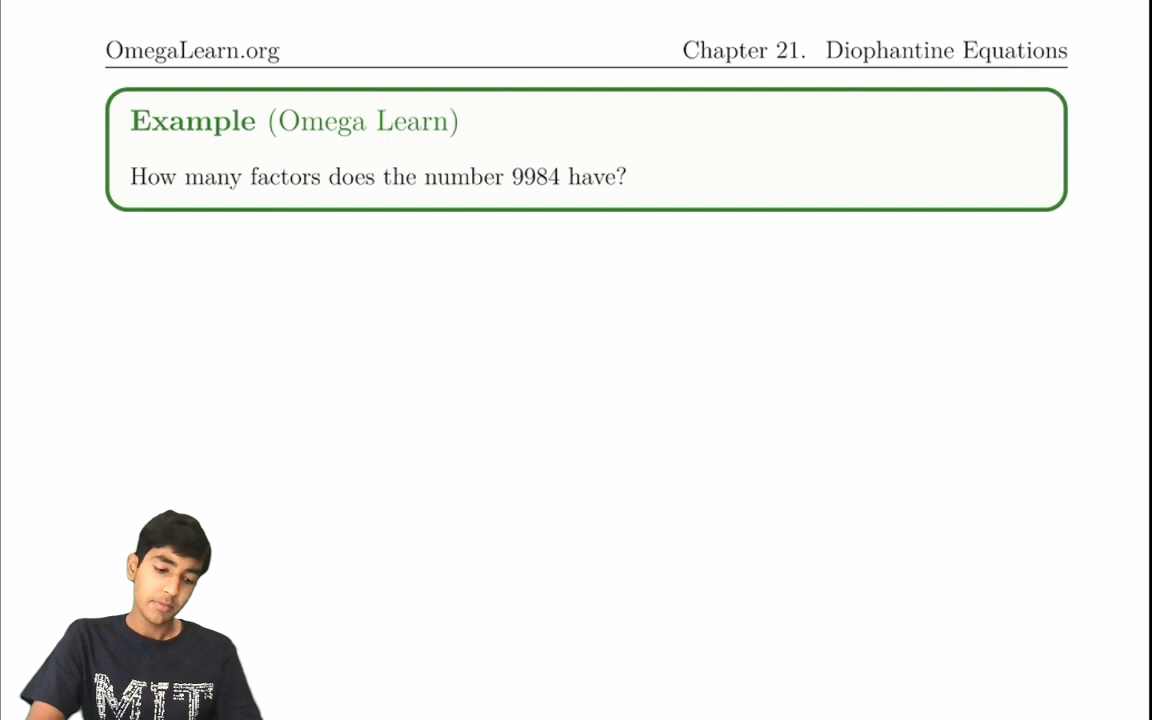 OmegaLearn.org
Chapter 21. Diophantine Equations
Example (Omega Learn)
How many factors does the number 9984 have?
MIT